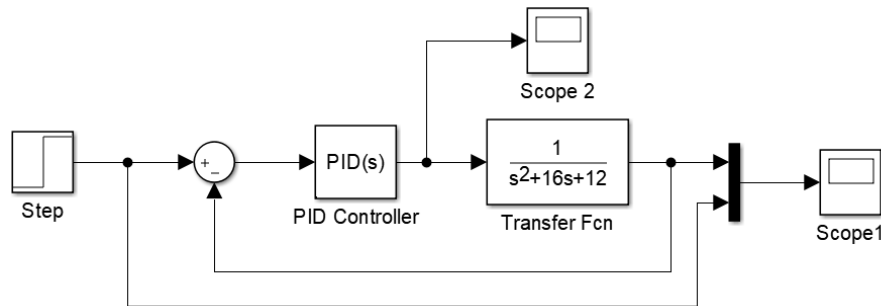 Scope 2
+
−
PID(s)
1
s²+16s+12
Step
PID Controller
Transfer Fcn
Scope1